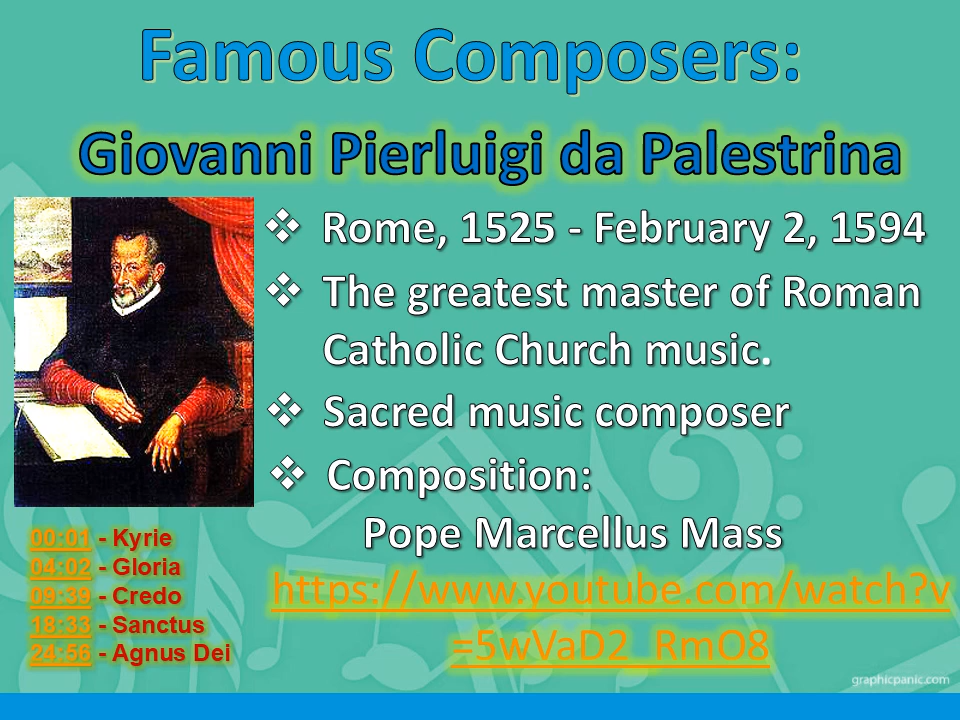 Famous Composers:
Giovanni Pierluigi da Palestrina
❖ Rome, 1525 - February 2, 1594
❖ The greatest master of Roman
Catholic Church music.
❖ Sacred music composer
❖ Composition:
Pope Marcellus Mass
https://www.youtube.com/watch?v
=5wVaD2_RmO8
00:01 - Kyrie
04:02 - Gloria
09:39 - Credo
18:33 - Sanctus
24:56 - Agnus Dei
graphicpanic.com